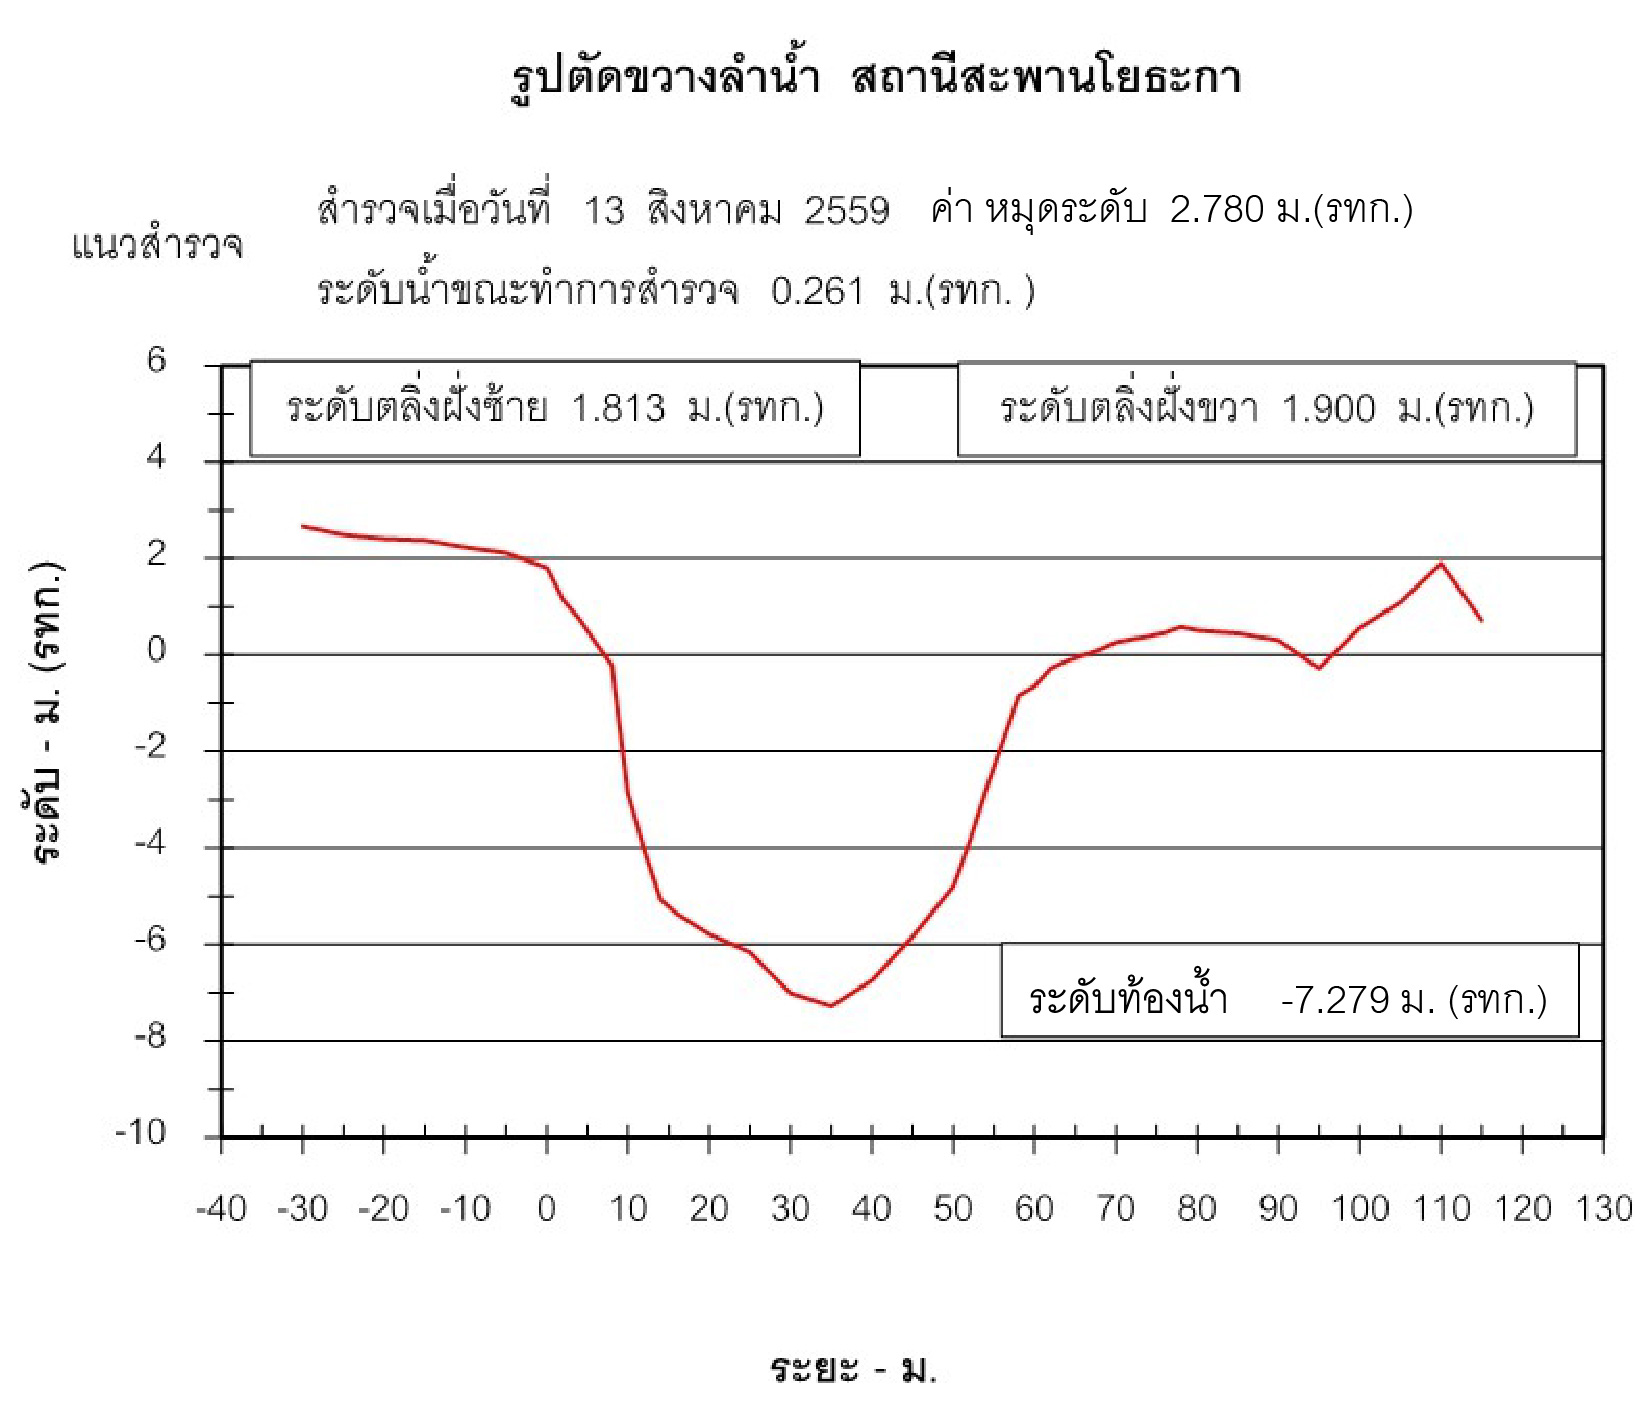 รูปตัดขวางลำน้ำ สถานีสะพานโยธะกา
สำรวจเมื่อวันที่ 13 สิงหาคม 2559 ค่า หมุดระดับ 2.780 ม.(รทก.)
แนวสำรวจ
ระดับน้ำขณะทำการสำรวจ 0.261 ม.(รทก. )
ระดับตลิ่งฝั่งซ้าย 1.813 ม.(รทก.)
ระดับตลิ่งฝั่งขวา 1.900 ม.(รทก.)
6
4
2
0
-2
-4
-6
-8
-10
ระดับ - ม. (รทก.)
ระดับท้องน้ำ -7.279 ม. (รทก.)
-40 -30 -20 -10 0 10 20 30 40 50 60 70 80 90 100 110 120 130
ระยะ - ม.